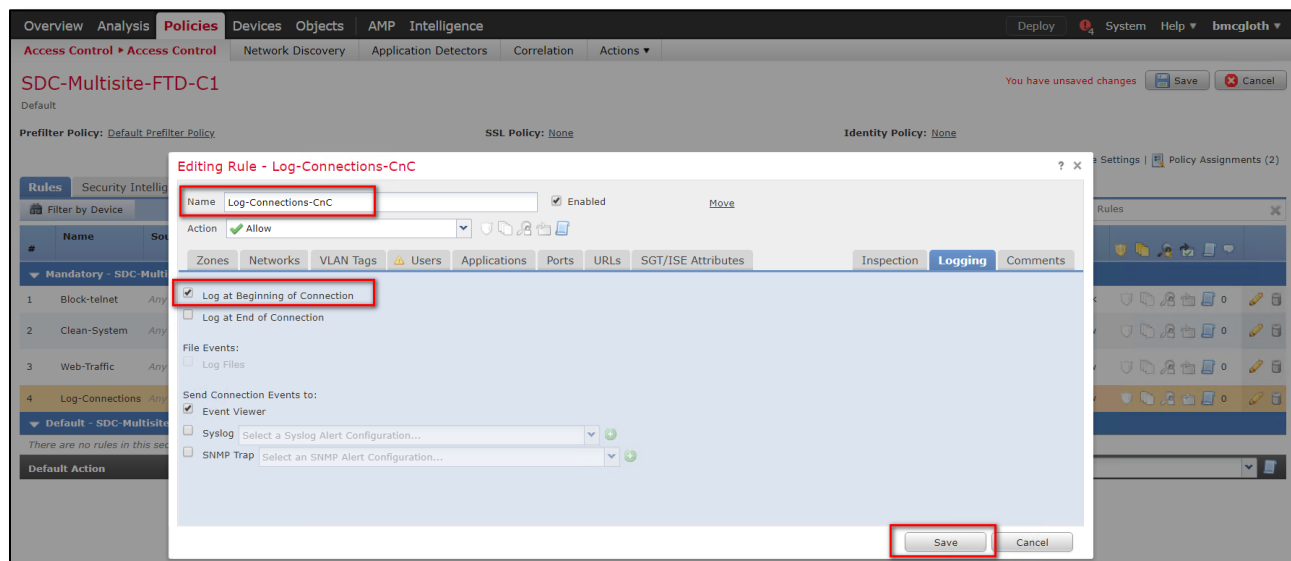 Overview Analysis Policies Devices Objects AMP Intelligence Deploy 4 System Help ▼ bmcgloth ▼
Access Control ▸ Access Control Network Discovery Application Detectors Correlation Actions ▼
SDC-Multisite-FTD-C1 You have unsaved changes Save Cancel
Default
Prefilter Policy: Default Prefilter Policy SSL Policy: None Identity Policy: None
Settings | Policy Assignments (2)
Editing Rule - Log-Connections-CnC ? ×
Rules Security Intellig
Name Log-Connections-CnC Enabled Move
Filter by Device Rules
Action Allow
# Name Sou
Zones Networks VLAN Tags Users Applications Ports URLs SGT/ISE Attributes Inspection Logging Comments
Mandatory - SDC-Multi
1 Block-telnet Any 0
Log at Beginning of Connection
Log at End of Connection
2 Clean-System Any 0
File Events:
Log Files
3 Web-Traffic Any 0
4 Log-Connections Any 0
Send Connection Events to:
Event Viewer
Default - SDC-Multisite
Syslog Select a Syslog Alert Configuration...
There are no rules in this sec
SNMP Trap Select an SNMP Alert Configuration...
Default Action
Save Cancel